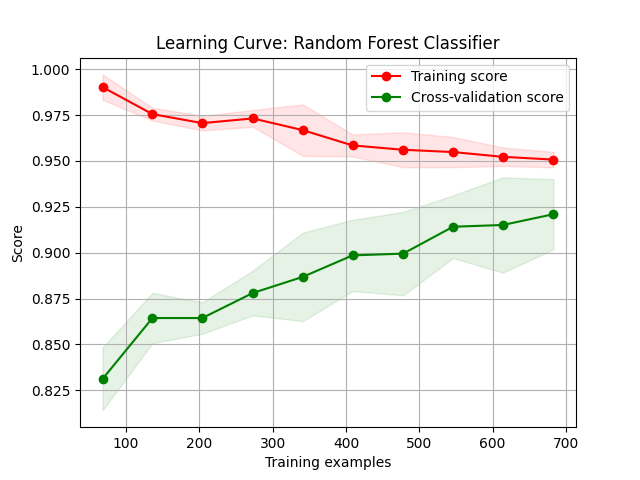 Learning Curve: Random Forest Classifier
1.000
0.975
0.950
0.925
0.900
0.875
0.850
0.825
Score
Training score
Cross-validation score
100 200 300 400 500 600 700
Training examples